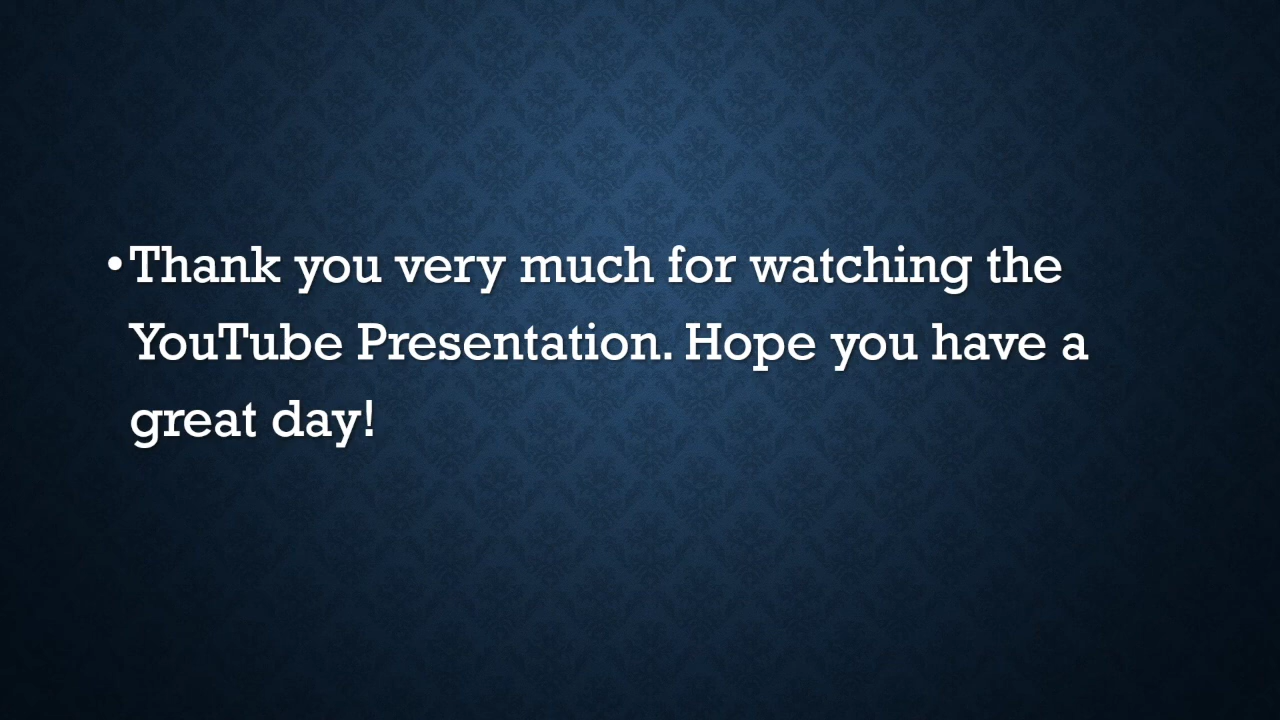 •Thank you very much for watching the
YouTube Presentation. Hope you have a
great day!